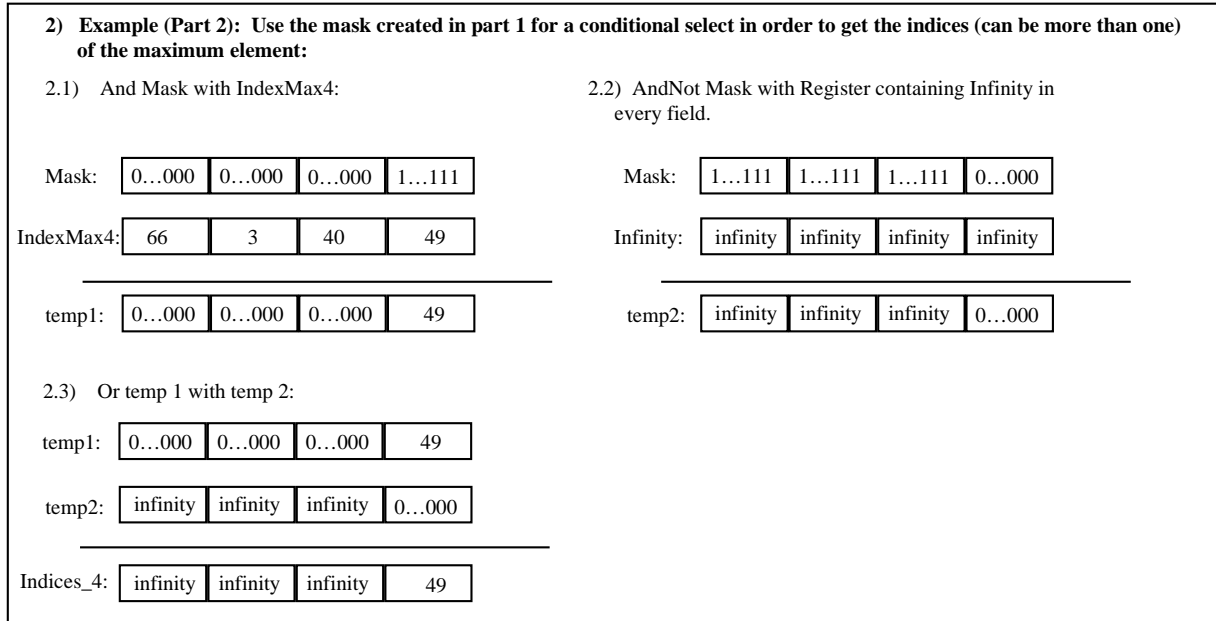 2) Example (Part 2): Use the mask created in part 1 for a conditional select in order to get the indices (can be more than one)
of the maximum element:
2.1) And Mask with IndexMax4:
Mask: 0…000 0…000 0…000 1…111
IndexMax4: 66 3 40 49
temp1: 0…000 0…000 0…000 49
2.2) AndNot Mask with Register containing Infinity in
every field.
Mask: 1…111 1…111 1…111 0…000
Infinity: infinity infinity infinity infinity
temp2: infinity infinity infinity 0…000
2.3) Or temp 1 with temp 2:
temp1: 0…000 0…000 0…000 49
temp2: infinity infinity infinity 0…000
Indices_4: infinity infinity infinity 49